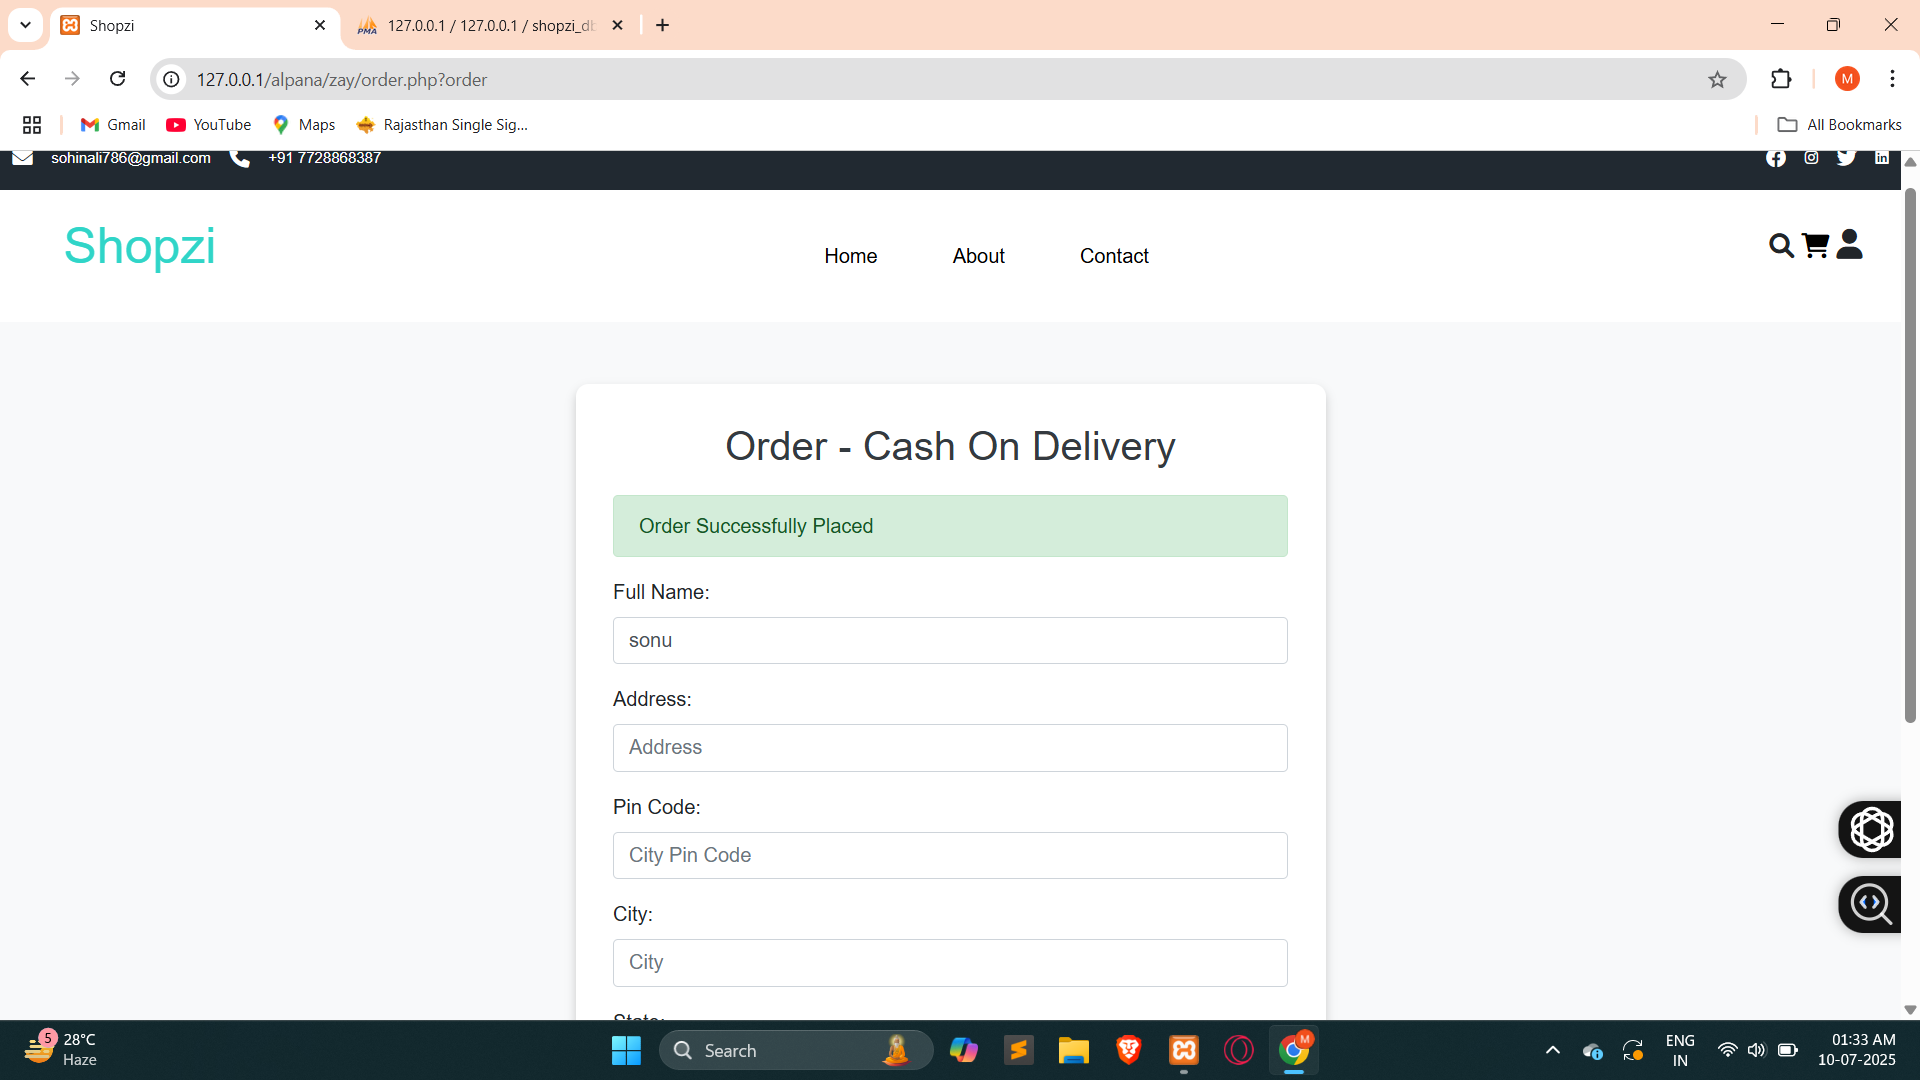 Shopzi
127.0.0.1 / 127.0.0.1 / shopzi_db
127.0.0.1/alpana/zay/order.php?order
M
Gmail
YouTube
Maps
Rajasthan Single Sig...
All Bookmarks
sohinali786@gmail.com
+91 7728868387
Shopzi
Home
About
Contact
Order - Cash On Delivery
Order Successfully Placed
Full Name:
sonu
Address:
Address
Pin Code:
City Pin Code
City:
City
State:
5
28°C
Haze
Search
M
ENG
IN
01:33 AM
10-07-2025